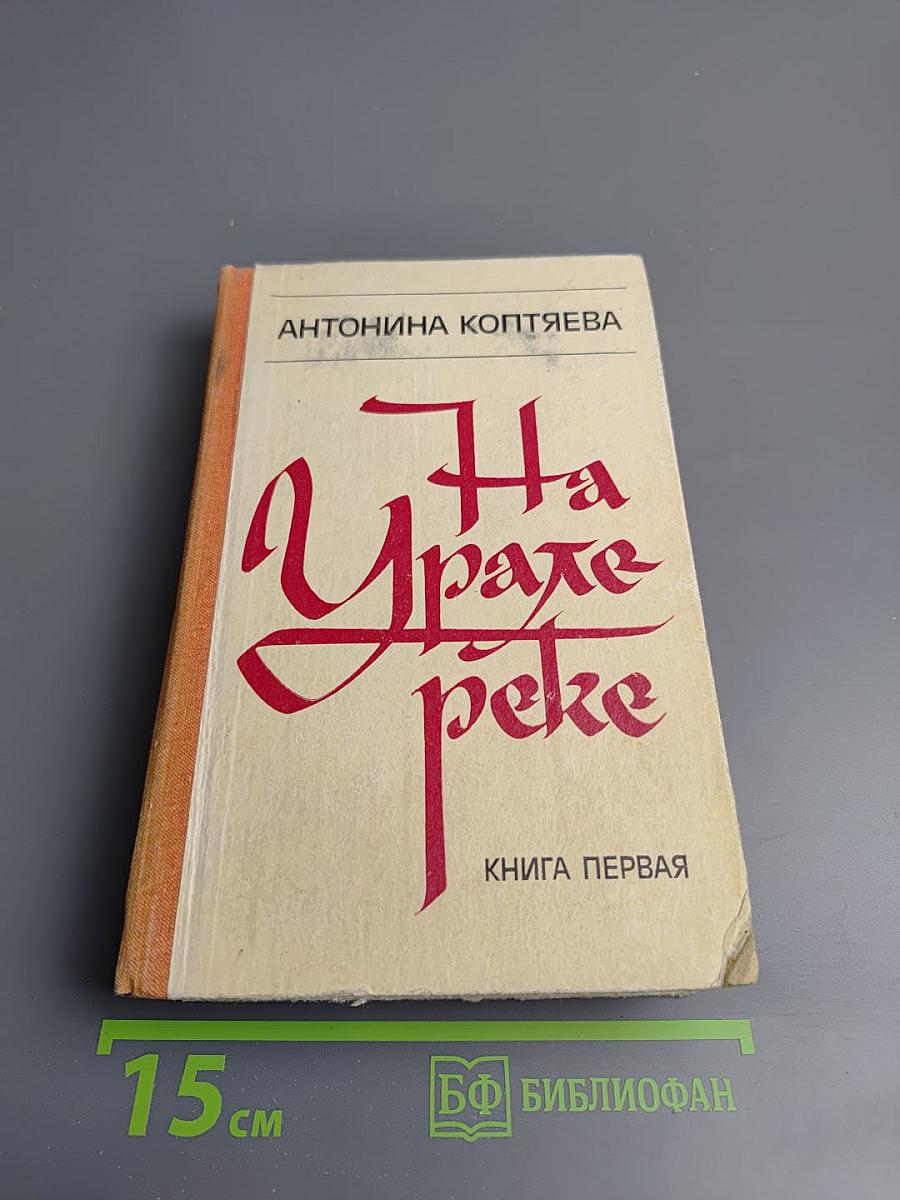 АНТОНИНА КОПТЯЕВА
На
Урале
реке
КНИГА ПЕРВАЯ
15 см
БФ БИБЛИОФАН